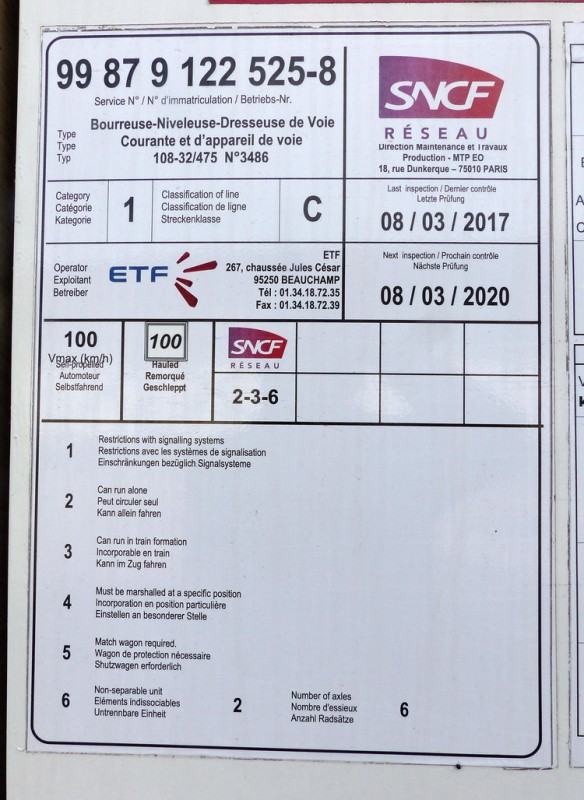 99 87 9 122 525-8
Service N° / N° d'immatriculation / Betriebs-Nr.
Type
Type
Typ
Bourreuse-Niveleuse-Dresseuse de Voie
Courante et d'appareil de voie
108-32/475 N°3486
SNCF
RÉSEAU
Direction Maintenance et Travaux
Production - MTP EO
18, rue Dunkerque – 75010 PARIS
Category
Catégorie
Kategorie
1
Classification of line
Classification de ligne
Streckenklasse
C
Last inspection / Dernier contrôle
Letzte Prüfung
08 / 03 / 2017
Operator
Exploitant
Betreiber
ETF
ETF
267, chaussée Jules César
95250 BEAUCHAMP
Tél : 01.34.18.72.35
Fax : 01.34.18.72.39
Next inspection / Prochain contrôle
Nächste Prüfung
08 / 03 / 2020
100
Vmax (km/h)
Self-propelled
Automoteur
Selbstfahrend
100
Hauled
Remorqué
Geschleppt
SNCF
RÉSEAU
2-3-6
1
Restrictions with signalling systems
Restrictions avec les systèmes de signalisation
Einschränkungen bezüglich Signalsysteme
2
Can run alone
Peut circuler seul
Kann allein fahren
3
Can run in train formation
Incorporable en train
Kann im Zug fahren
4
Must be marshalled at a specific position
Incorporation en position particulière
Einstellen an besonderer Stelle
5
Match wagon required.
Wagon de protection nécessaire
Shutzwagen erforderlich
6
Non-separable unit
Eléments indissociables
Untrennbare Einheit
2
Number of axles
Nombre d'essieux
Anzahl Radsätze
6